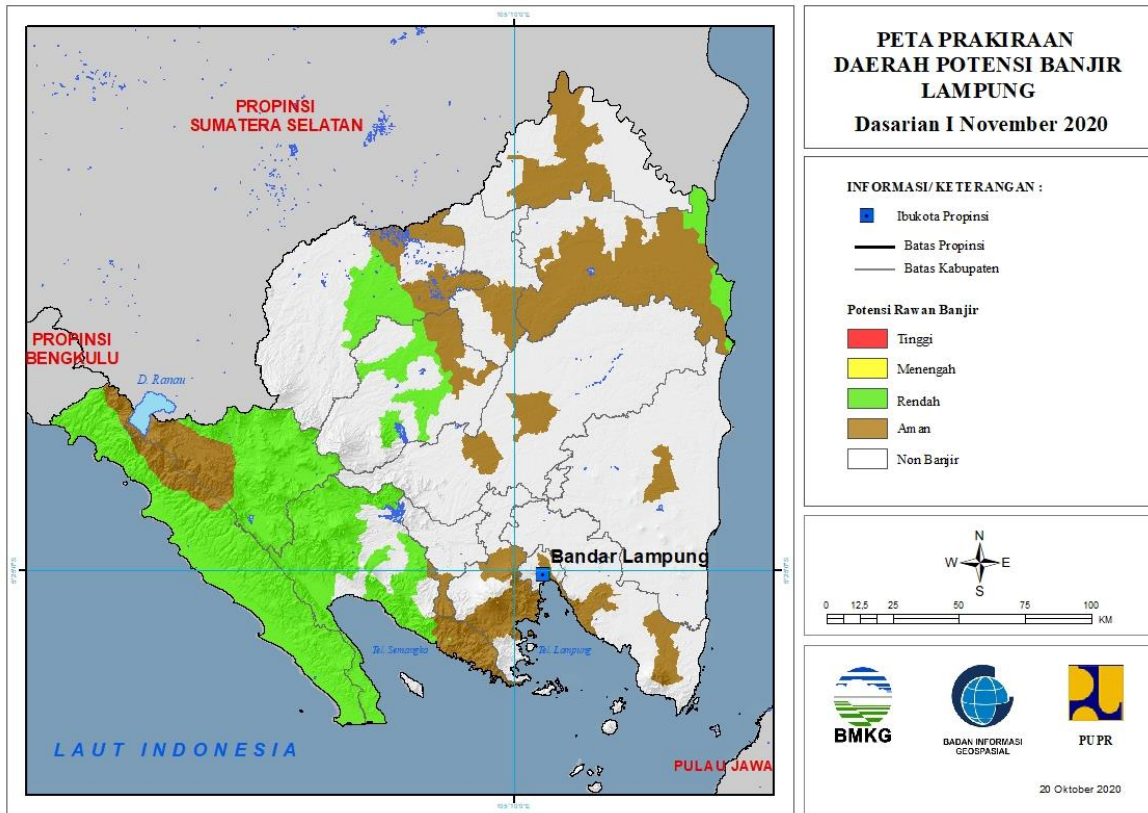 PROPINSI
SUMATERA SELATAN
PROPINSI
BENGKULU
D. Ranau
Bandar Lampung
Tel. Semangka
Tel. Lampung
LAUT INDONESIA
PULAU JAWA
PETA PRAKIRAAN
DAERAH POTENSI BANJIR
LAMPUNG
Dasarian I November 2020
INFORMASI/ KETERANGAN :
Ibukota Propinsi
Batas Propinsi
Batas Kabupaten
Potensi Rawan Banjir
Tinggi
Menengah
Rendah
Aman
Non Banjir
N
W E
S
0 12,5 25 50 75 100
KM
BMKG
BADAN INFORMASI
GEOSPASIAL
PUPR
20 Oktober 2020